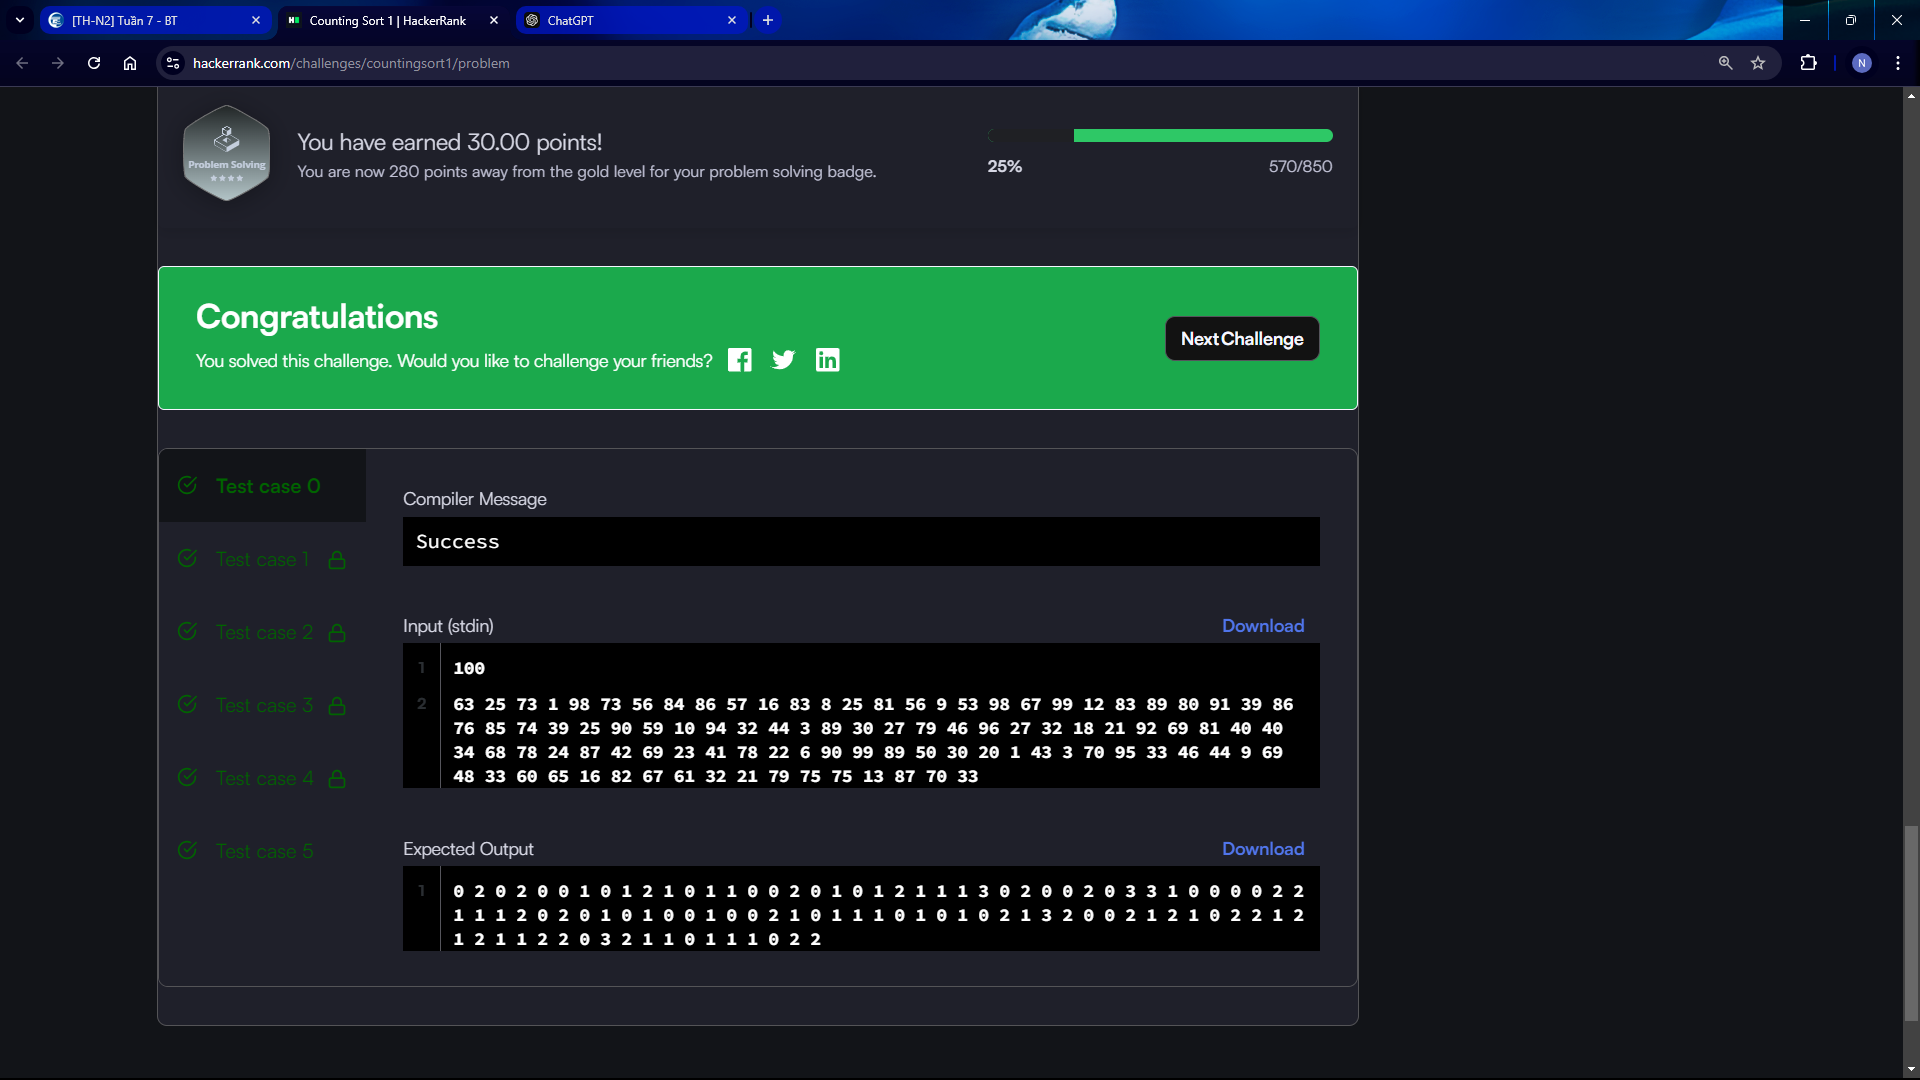 [TH-N2] Tuần 7 - BT
Counting Sort 1 | HackerRank
ChatGPT
hackerrank.com/challenges/countingsort1/problem
N
Problem Solving
You have earned 30.00 points!
You are now 280 points away from the gold level for your problem solving badge.
25%
570/850
Congratulations
You solved this challenge. Would you like to challenge your friends?
Next Challenge
Test case 0
Test case 1
Test case 2
Test case 3
Test case 4
Test case 5
Compiler Message
Success
Input (stdin)
Download
1
100
2
63 25 73 1 98 73 56 84 86 57 16 83 8 25 81 56 9 53 98 67 99 12 83 89 80 91 39 86
76 85 74 39 25 90 59 10 94 32 44 3 89 30 27 79 46 96 27 32 18 21 92 69 81 40 40
34 68 78 24 87 42 69 23 41 78 22 6 90 99 89 50 30 20 1 43 3 70 95 33 46 44 9 69
48 33 60 65 16 82 67 61 32 21 79 75 75 13 87 70 33
Expected Output
Download
1
0 2 0 2 0 0 1 0 1 2 1 0 1 1 0 0 2 0 1 0 1 2 1 1 1 3 0 2 0 0 2 0 3 3 1 0 0 0 0 2 2
1 1 1 2 0 2 0 1 0 1 0 0 1 0 0 2 1 0 1 1 1 0 1 0 1 0 2 1 3 2 0 0 2 1 2 1 0 2 2 1 2
1 2 1 1 2 2 0 3 2 1 1 0 1 1 1 0 2 2